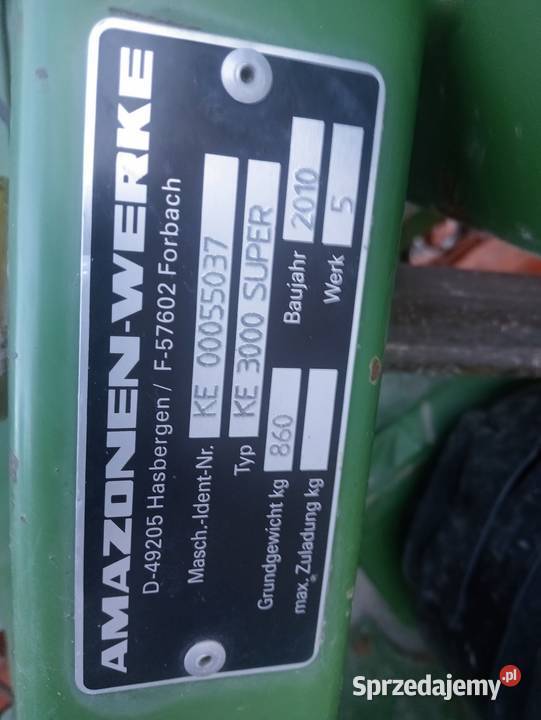 AMAZONEN-WERKE
D-49205 Hasbergen / F-57602 Forbach
Masch.-Ident-Nr. KE 00055037
Typ KE 3000 SUPER
Grundgewicht kg 860 Baujahr 2010
max. Zuladung kg Werk 5
Sprzedajemy.pl